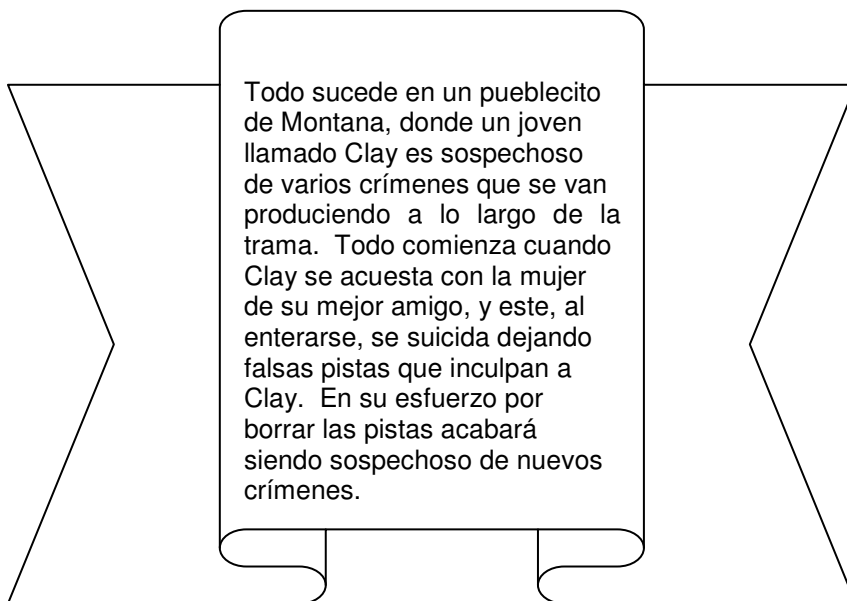 Todo sucede en un pueblecito
de Montana, donde un joven
llamado Clay es sospechoso
de varios crímenes que se van
produciendo a lo largo de la
trama. Todo comienza cuando
Clay se acuesta con la mujer
de su mejor amigo, y este, al
enterarse, se suicida dejando
falsas pistas que inculpan a
Clay. En su esfuerzo por
borrar las pistas acabará
siendo sospechoso de nuevos
crímenes.